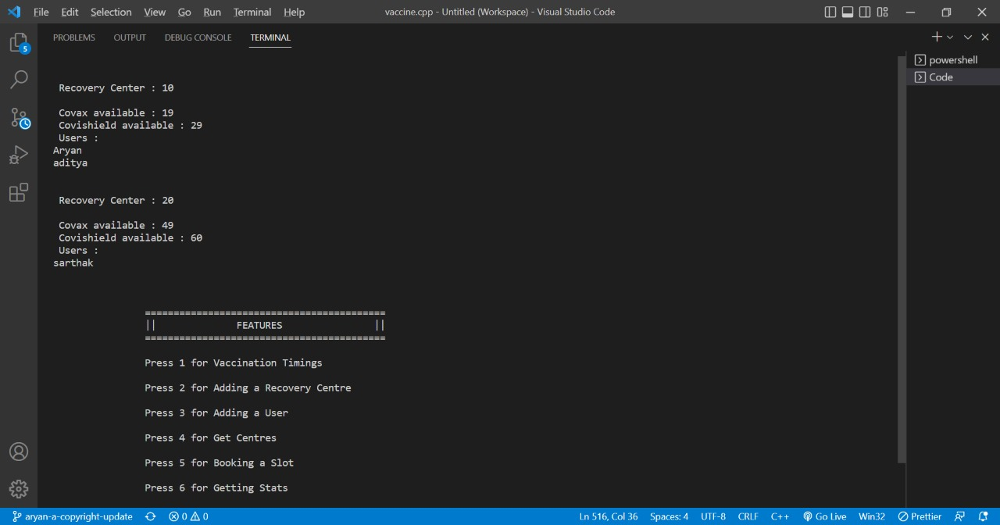 File Edit Selection View Go Run Terminal Help vaccine.cpp - Untitled (Workspace) - Visual Studio Code
PROBLEMS OUTPUT DEBUG CONSOLE TERMINAL
5
powershell
Code
Recovery Center : 10
Covax available : 19
Covishield available : 29
Users :
Aryan
aditya
Recovery Center : 20
Covax available : 49
Covishield available : 60
Users :
sarthak
==========================================
|| FEATURES ||
==========================================
Press 1 for Vaccination Timings
Press 2 for Adding a Recovery Centre
Press 3 for Adding a User
Press 4 for Get Centres
Press 5 for Booking a Slot
Press 6 for Getting Stats
aryan-a-copyright-update 0 0 Ln 516, Col 36 Spaces: 4 UTF-8 CRLF C++ Go Live Win32 Prettier